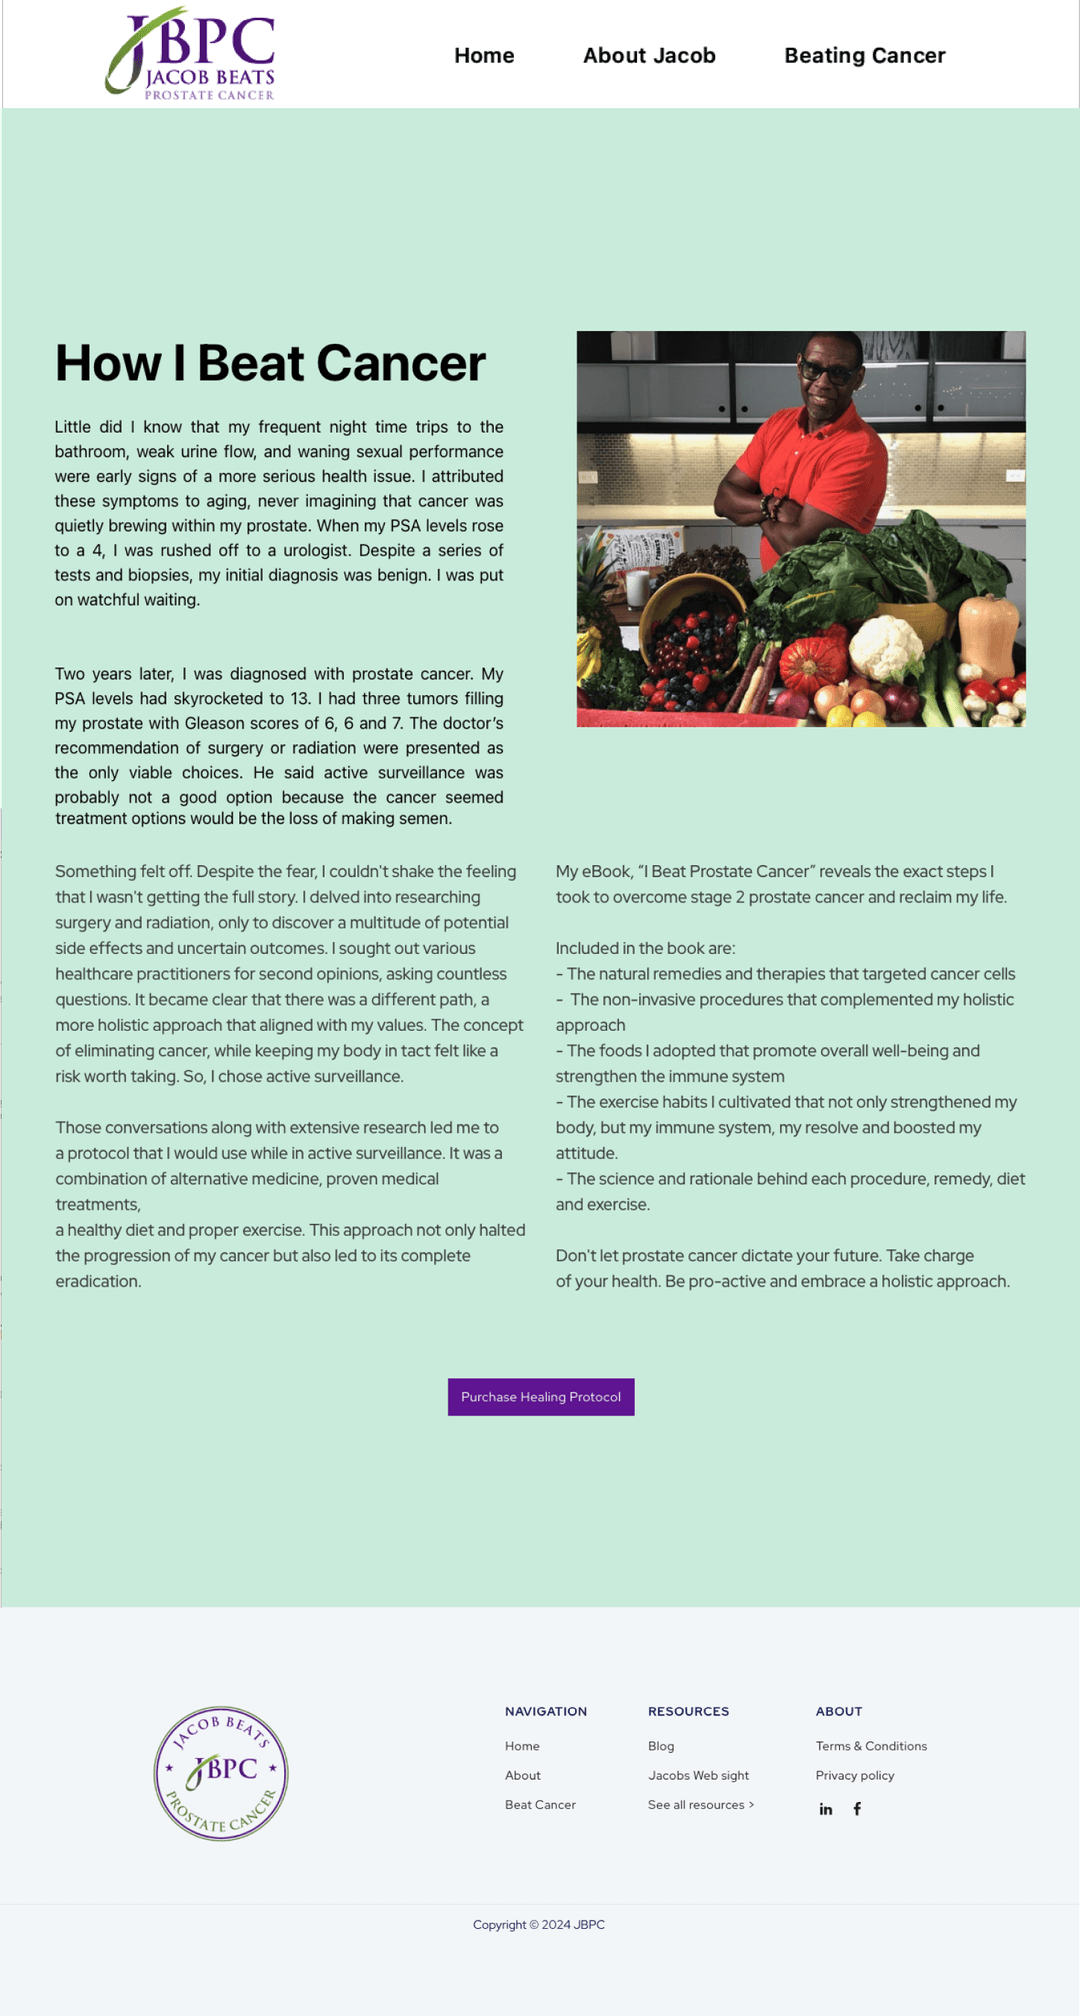 JBPC
JACOB BEATS
PROSTATE CANCER
Home
About Jacob
Beating Cancer
How I Beat Cancer
Little did I know that my frequent night time trips to the
bathroom, weak urine flow, and waning sexual performance
were early signs of a more serious health issue. I attributed
these symptoms to aging, never imagining that cancer was
quietly brewing within my prostate. When my PSA levels rose
to a 4, I was rushed off to a urologist. Despite a series of
tests and biopsies, my initial diagnosis was benign. I was put
on watchful waiting.
Two years later, I was diagnosed with prostate cancer. My
PSA levels had skyrocketed to 13. I had three tumors filling
my prostate with Gleason scores of 6, 6 and 7. The doctor’s
recommendation of surgery or radiation were presented as
the only viable choices. He said active surveillance was
probably not a good option because the cancer seemed
treatment options would be the loss of making semen.
Something felt off. Despite the fear, I couldn't shake the feeling
that I wasn't getting the full story. I delved into researching
surgery and radiation, only to discover a multitude of potential
side effects and uncertain outcomes. I sought out various
healthcare practitioners for second opinions, asking countless
questions. It became clear that there was a different path, a
more holistic approach that aligned with my values. The concept
of eliminating cancer, while keeping my body in tact felt like a
risk worth taking. So, I chose active surveillance.
Those conversations along with extensive research led me to
a protocol that I would use while in active surveillance. It was a
combination of alternative medicine, proven medical
treatments,
a healthy diet and proper exercise. This approach not only halted
the progression of my cancer but also led to its complete
eradication.
My eBook, “I Beat Prostate Cancer” reveals the exact steps I
took to overcome stage 2 prostate cancer and reclaim my life.
Included in the book are:
- The natural remedies and therapies that targeted cancer cells
- The non-invasive procedures that complemented my holistic
approach
- The foods I adopted that promote overall well-being and
strengthen the immune system
- The exercise habits I cultivated that not only strengthened my
body, but my immune system, my resolve and boosted my
attitude.
- The science and rationale behind each procedure, remedy, diet
and exercise.
Don't let prostate cancer dictate your future. Take charge
of your health. Be pro-active and embrace a holistic approach.
Purchase Healing Protocol
JACOB BEATS
JBPC
PROSTATE CANCER
NAVIGATION
Home
About
Beat Cancer
RESOURCES
Blog
Jacobs Web sight
See all resources >
ABOUT
Terms & Conditions
Privacy policy
in f
Copyright © 2024 JBPC